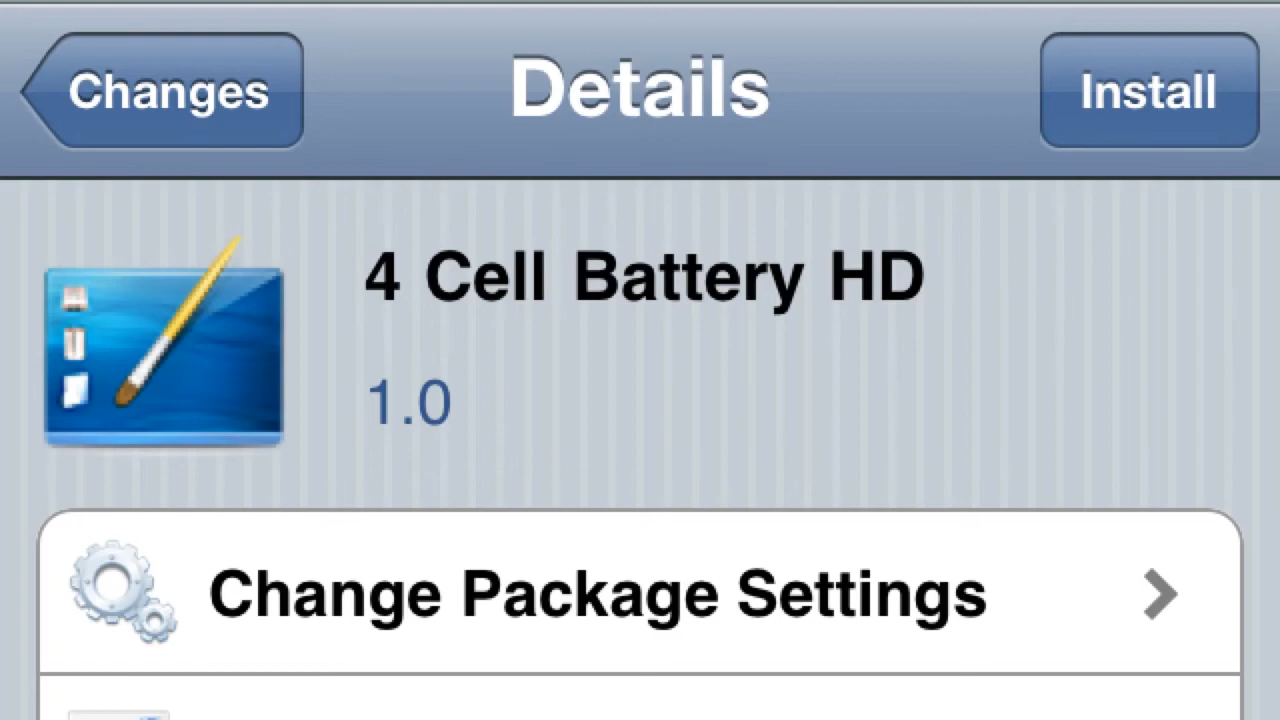 Changes
Details
Install
4 Cell Battery HD
1.0
Change Package Settings